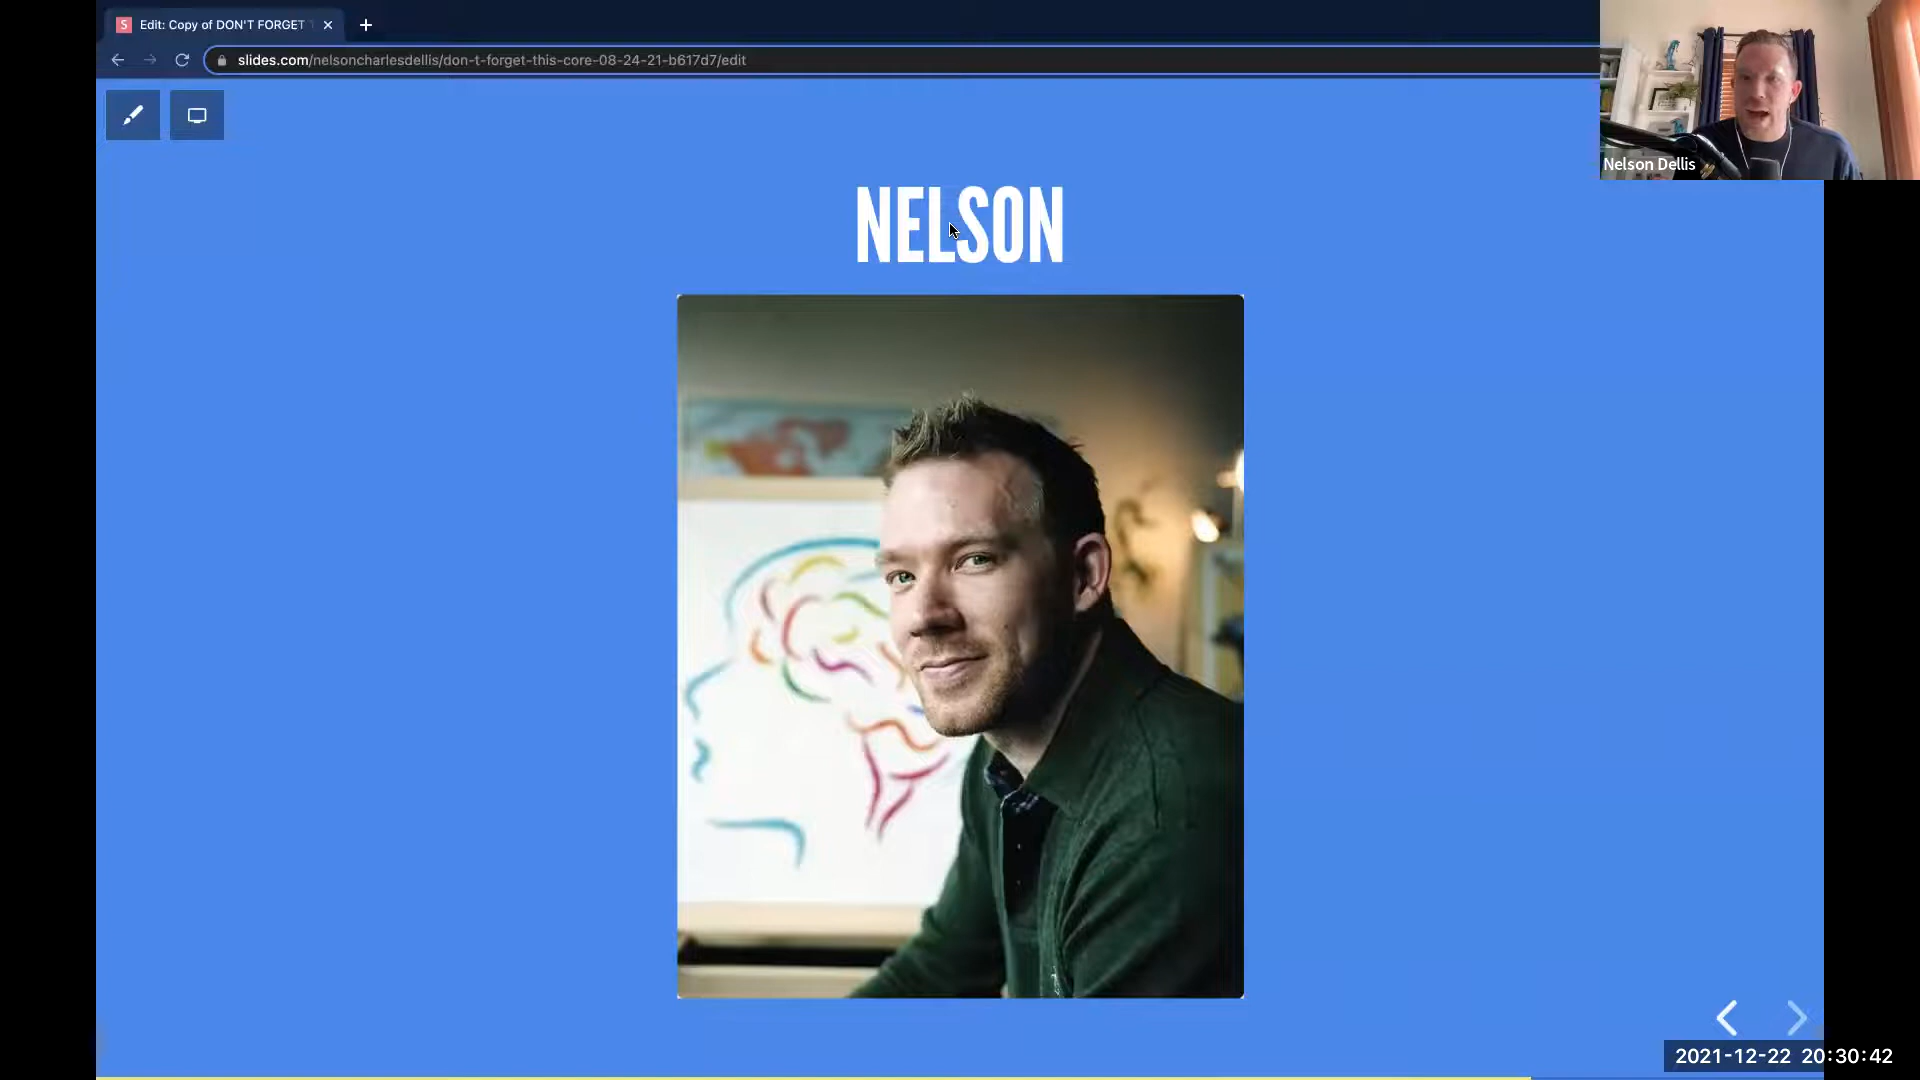 S
Edit: Copy of DON'T FORGET
slides.com/nelsoncharlesdellis/don-t-forget-this-core-08-24-21-b617d7/edit
Nelson Dellis
NELSON
2021-12-22 20:30:42